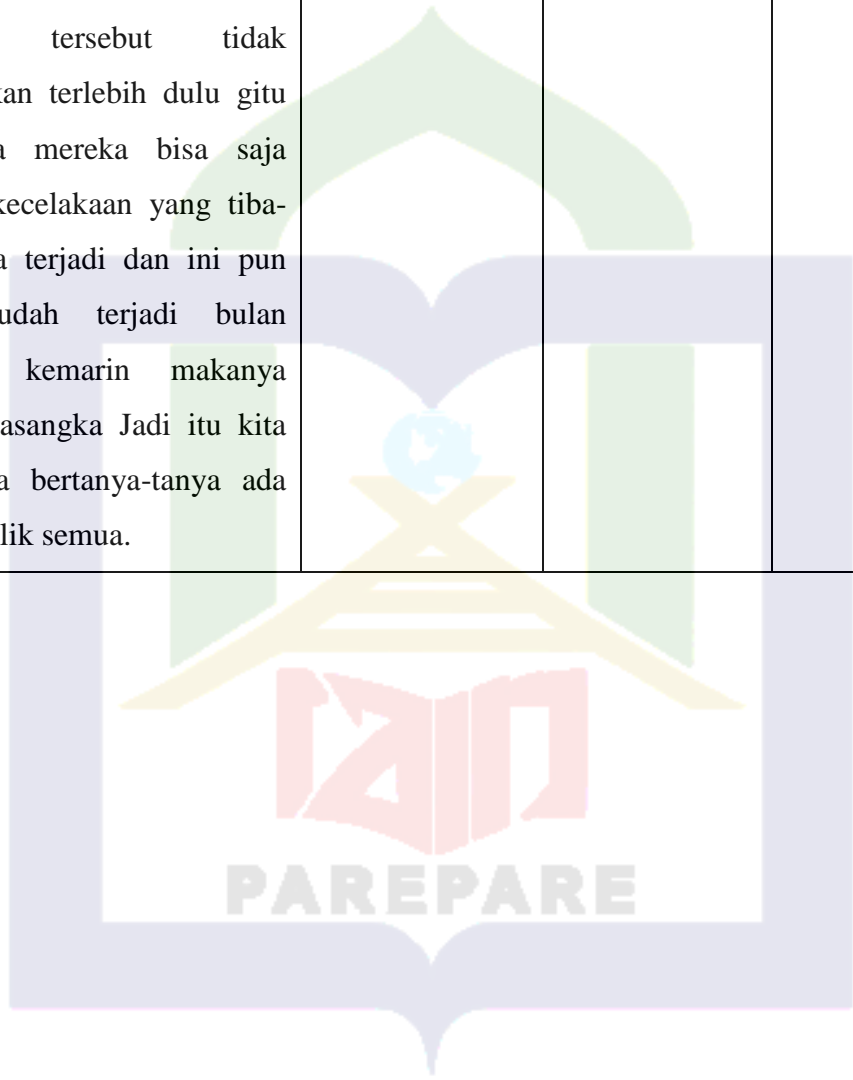 tersebut tidak
kan terlebih dulu gitu
a mereka bisa saja
kecelakaan yang tiba-
a terjadi dan ini pun
udah terjadi bulan
kemarin makanya
asangka Jadi itu kita
a bertanya-tanya ada
lik semua.
iain
PAREPARE